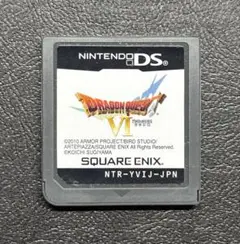 NINTENDO DS
DRAGON QUEST
VI
©2010 ARMOR PROJECT/BIRD STUDIO/
ARTEPIAZZA/SQUARE ENIX All Rights Reserved.
©KOICHI SUGIYAMA
SQUARE ENIX.
NTR-YVIJ-JPN